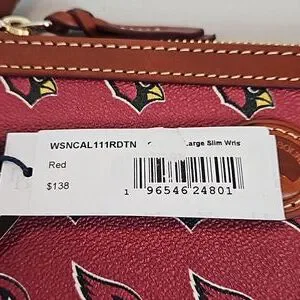 WSNCAL111RDTN
Large Slim Wris
Red
$138
1 96546 24801